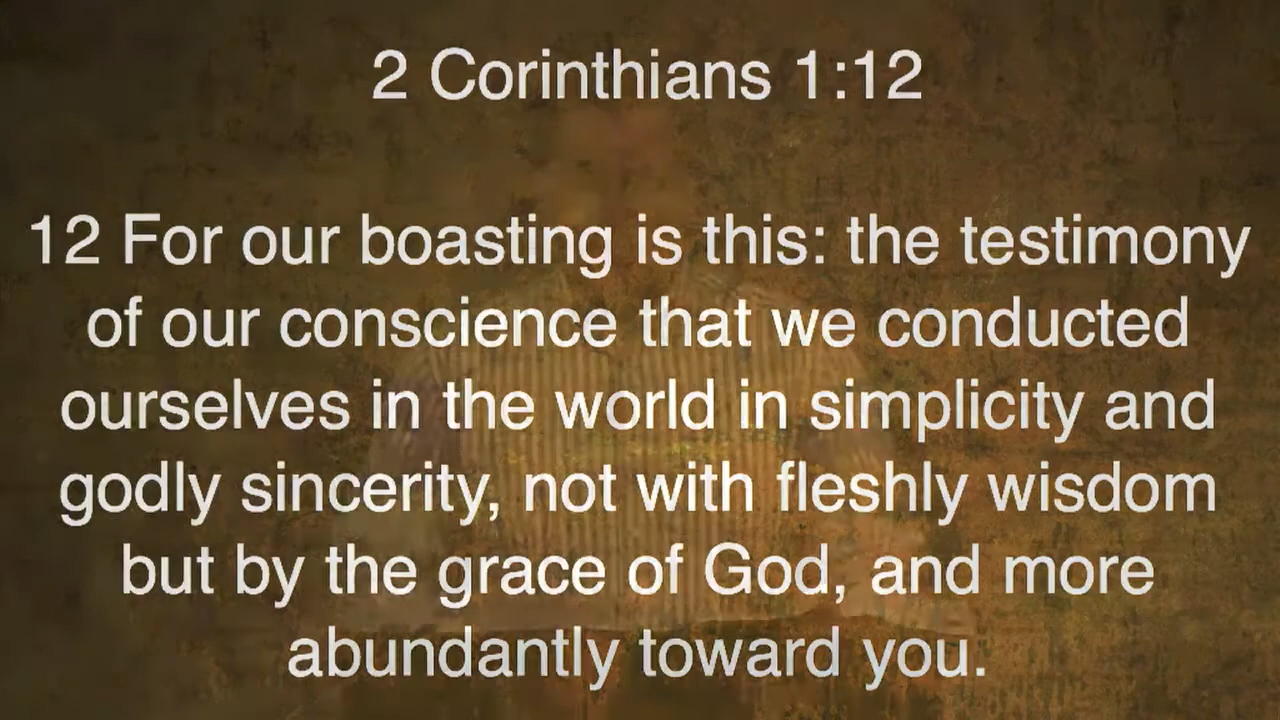 2 Corinthians 1:12
12 For our boasting is this: the testimony
of our conscience that we conducted
ourselves in the world in simplicity and
godly sincerity, not with fleshly wisdom
but by the grace of God, and more
abundantly toward you.